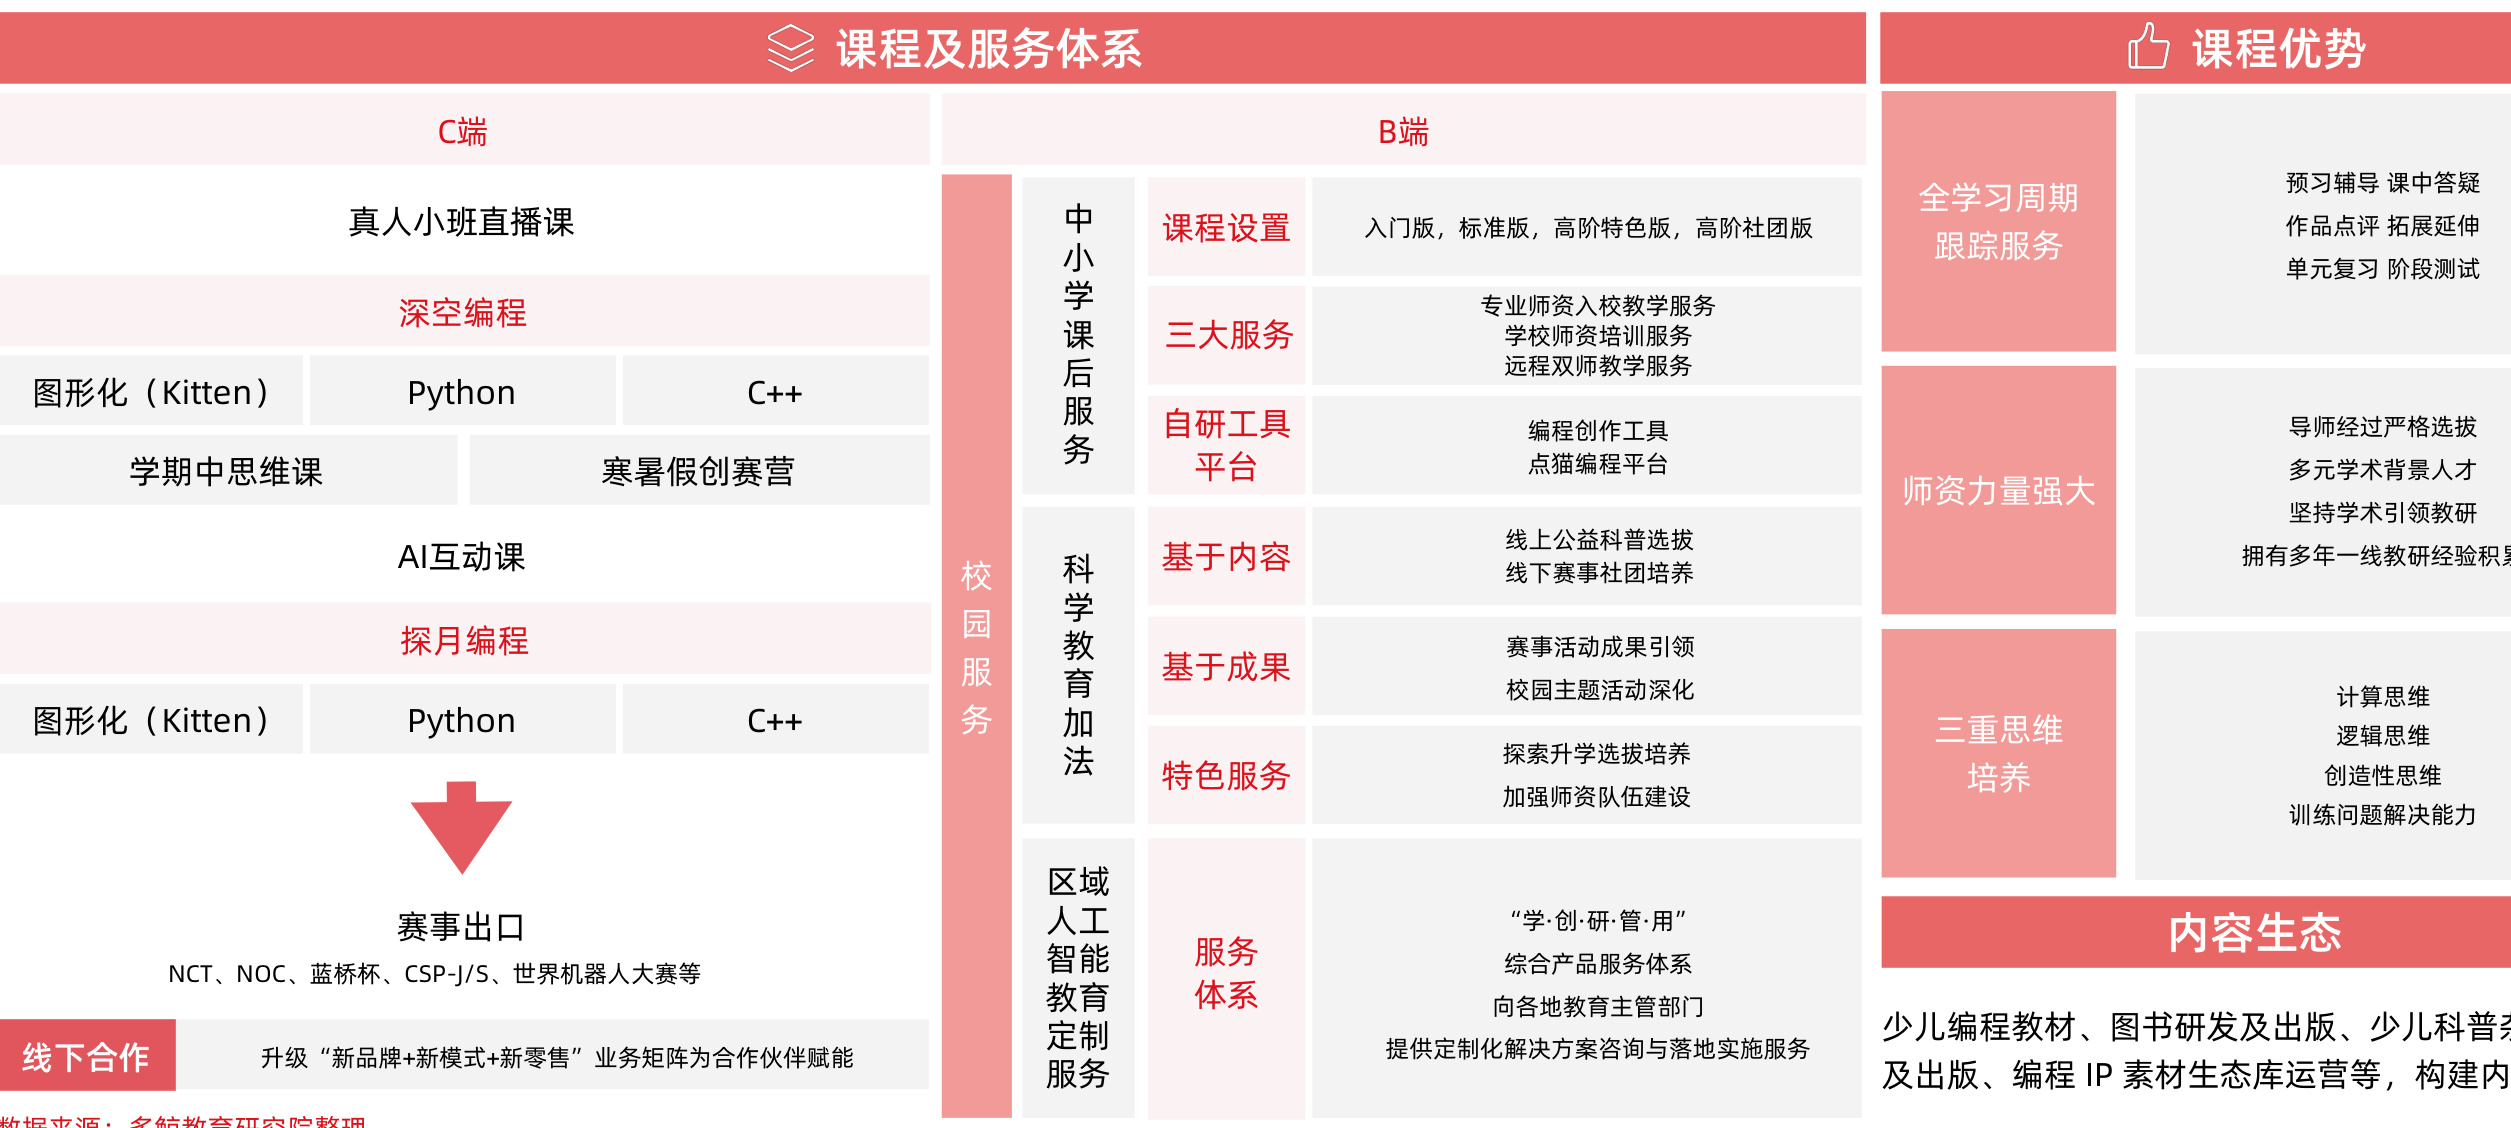 课程及服务体系
C端
真人小班直播课
深空编程
图形化（Kitten）
Python
C++
学期中思维课
寒暑假创赛营
AI互动课
探月编程
图形化（Kitten）
Python
C++
赛事出口
NCT、NOC、蓝桥杯、CSP-J/S、世界机器人大赛等
线下合作
升级“新品牌+新模式+新零售”业务矩阵为合作伙伴赋能
数据来源：多鲸教育研究院整理
B端
校园服务
中小学课后服务
课程设置
入门版，标准版，高阶特色版，高阶社团版
三大服务
专业师资入校教学服务
学校师资培训服务
远程双师教学服务
自研工具
平台
编程创作工具
点猫编程平台
科学教育加法
基于内容
线上公益科普选拔
线下赛事社团培养
基于成果
赛事活动成果引领
校园主题活动深化
特色服务
探索升学选拔培养
加强师资队伍建设
区域
人工
智能
教育
定制
服务
服务
体系
“学·创·研·管·用”
综合产品服务体系
向各地教育主管部门
提供定制化解决方案咨询与落地实施服务
课程优势
全学习周期
跟踪服务
预习辅导 课中答疑
作品点评 拓展延伸
单元复习 阶段测试
师资力量强大
导师经过严格选拔
多元学术背景人才
坚持学术引领教研
拥有多年一线教研经验积累
三重思维
培养
计算思维
逻辑思维
创造性思维
训练问题解决能力
内容生态
少儿编程教材、图书研发及出版、少儿科普
及出版、编程 IP 素材生态库运营等，构建内